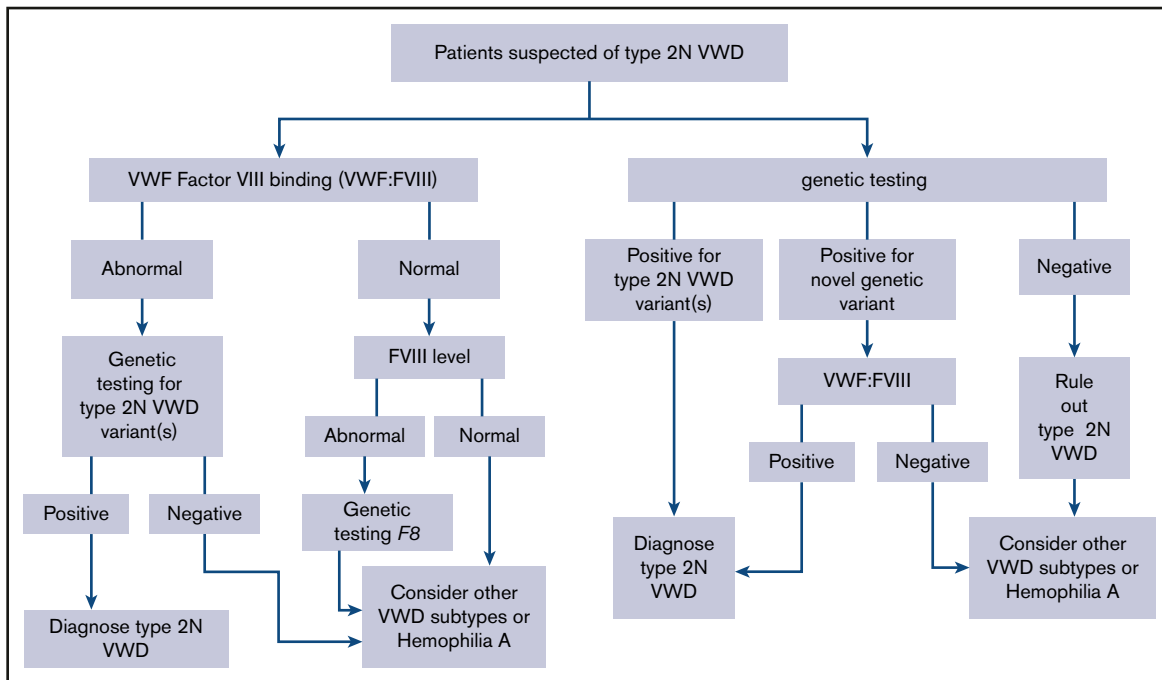 Patients suspected of type 2N VWD
VWF Factor VIII binding (VWF:FVIII)
genetic testing
Abnormal
Normal
Positive for
type 2N VWD
variant(s)
Positive for
novel genetic
variant
Negative
Genetic
testing for
type 2N VWD
variant(s)
FVIII level
VWF:FVIII
Rule
out
type 2N
VWD
Abnormal
Normal
Positive
Negative
Positive
Negative
Genetic
testing F8
Diagnose
type 2N
VWD
Consider other
VWD subtypes or
Hemophilia A
Diagnose type 2N
VWD
Consider other
VWD subtypes or
Hemophilia A